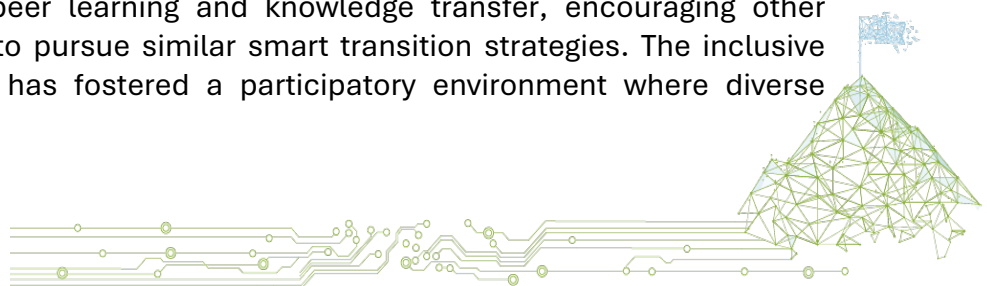 peer learning and knowledge transfer, encouraging other
to pursue similar smart transition strategies. The inclusive
has fostered a participatory environment where diverse